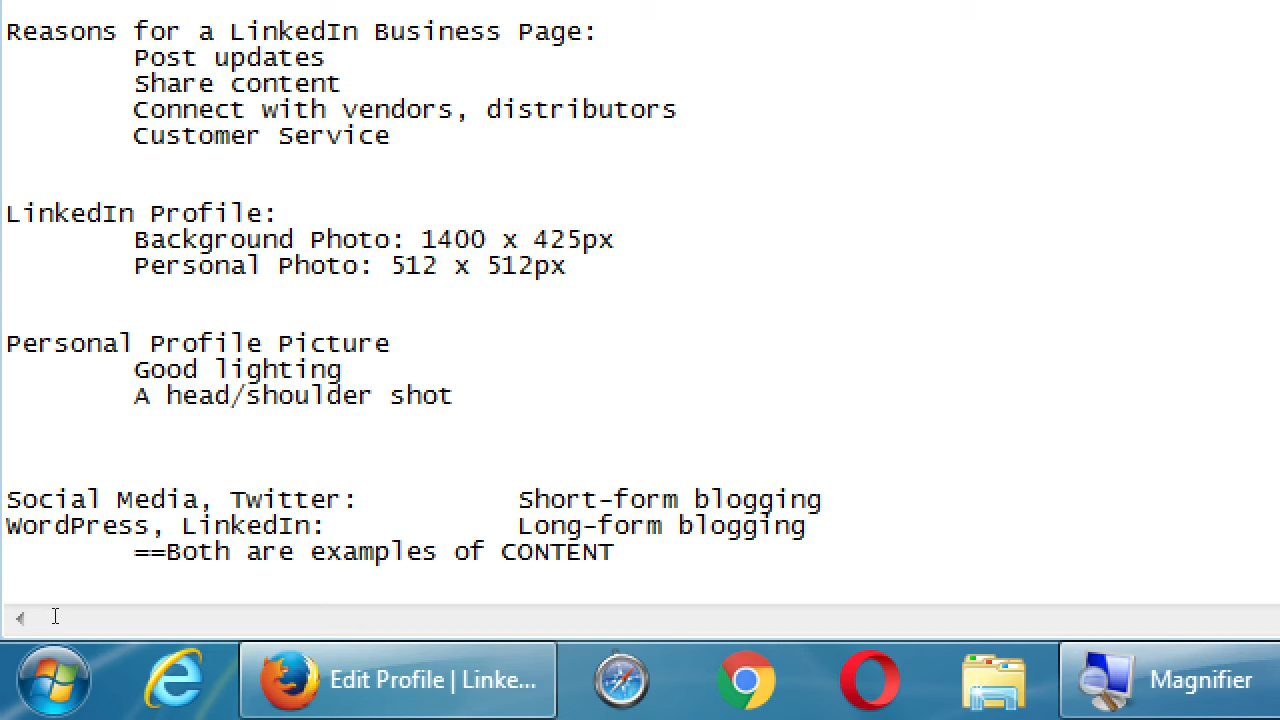 Reasons for a LinkedIn Business Page:
Post updates
Share content
Connect with vendors, distributors
Customer Service
LinkedIn Profile:
Background Photo: 1400 x 425px
Personal Photo: 512 x 512px
Personal Profile Picture
Good lighting
A head/shoulder shot
Social Media, Twitter: Short-form blogging
WordPress, LinkedIn: Long-form blogging
==Both are examples of CONTENT
Edit Profile | Linke... Magnifier